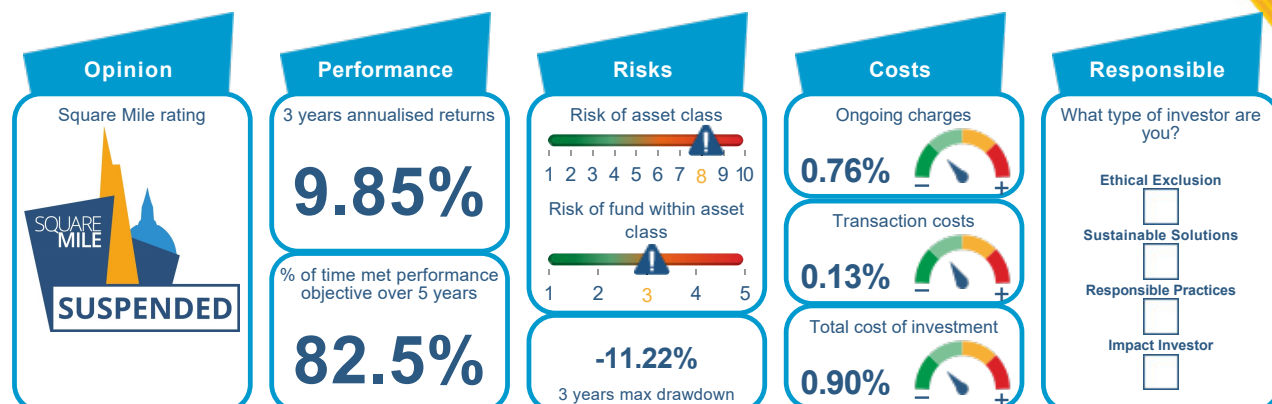 Opinion
Square Mile rating
SQUARE
MILE
SUSPENDED
Performance
3 years annualised returns
9.85%
% of time met performance
objective over 5 years
82.5%
Risks
Risk of asset class
1 2 3 4 5 6 7 8 9 10
Risk of fund within asset
class
1 2 3 4 5
-11.22%
3 years max drawdown
Costs
Ongoing charges
0.76%
– +
Transaction costs
0.13%
– +
Total cost of investment
0.90%
– +
Responsible
What type of investor are
you?
Ethical Exclusion
Sustainable Solutions
Responsible Practices
Impact Investor